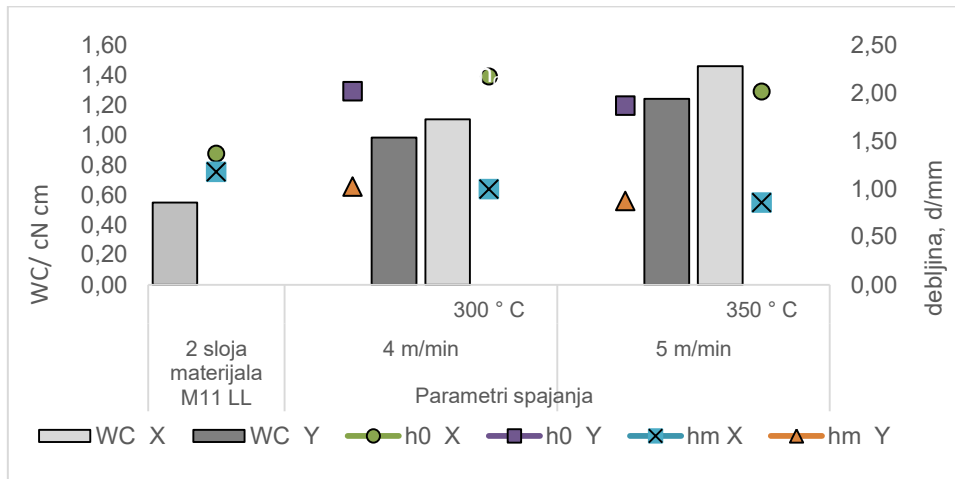 1,60
1,40
1,20
1,00
0,80
0,60
0,40
0,20
0,00
WC/ cN cm
2,50
2,00
1,50
1,00
0,50
0,00
debljina, d/mm
300 ° C
350 ° C
2 sloja
materijala
M11 LL
4 m/min
5 m/min
Parametri spajanja
WC X
WC Y
h0 X
h0 Y
hm X
hm Y